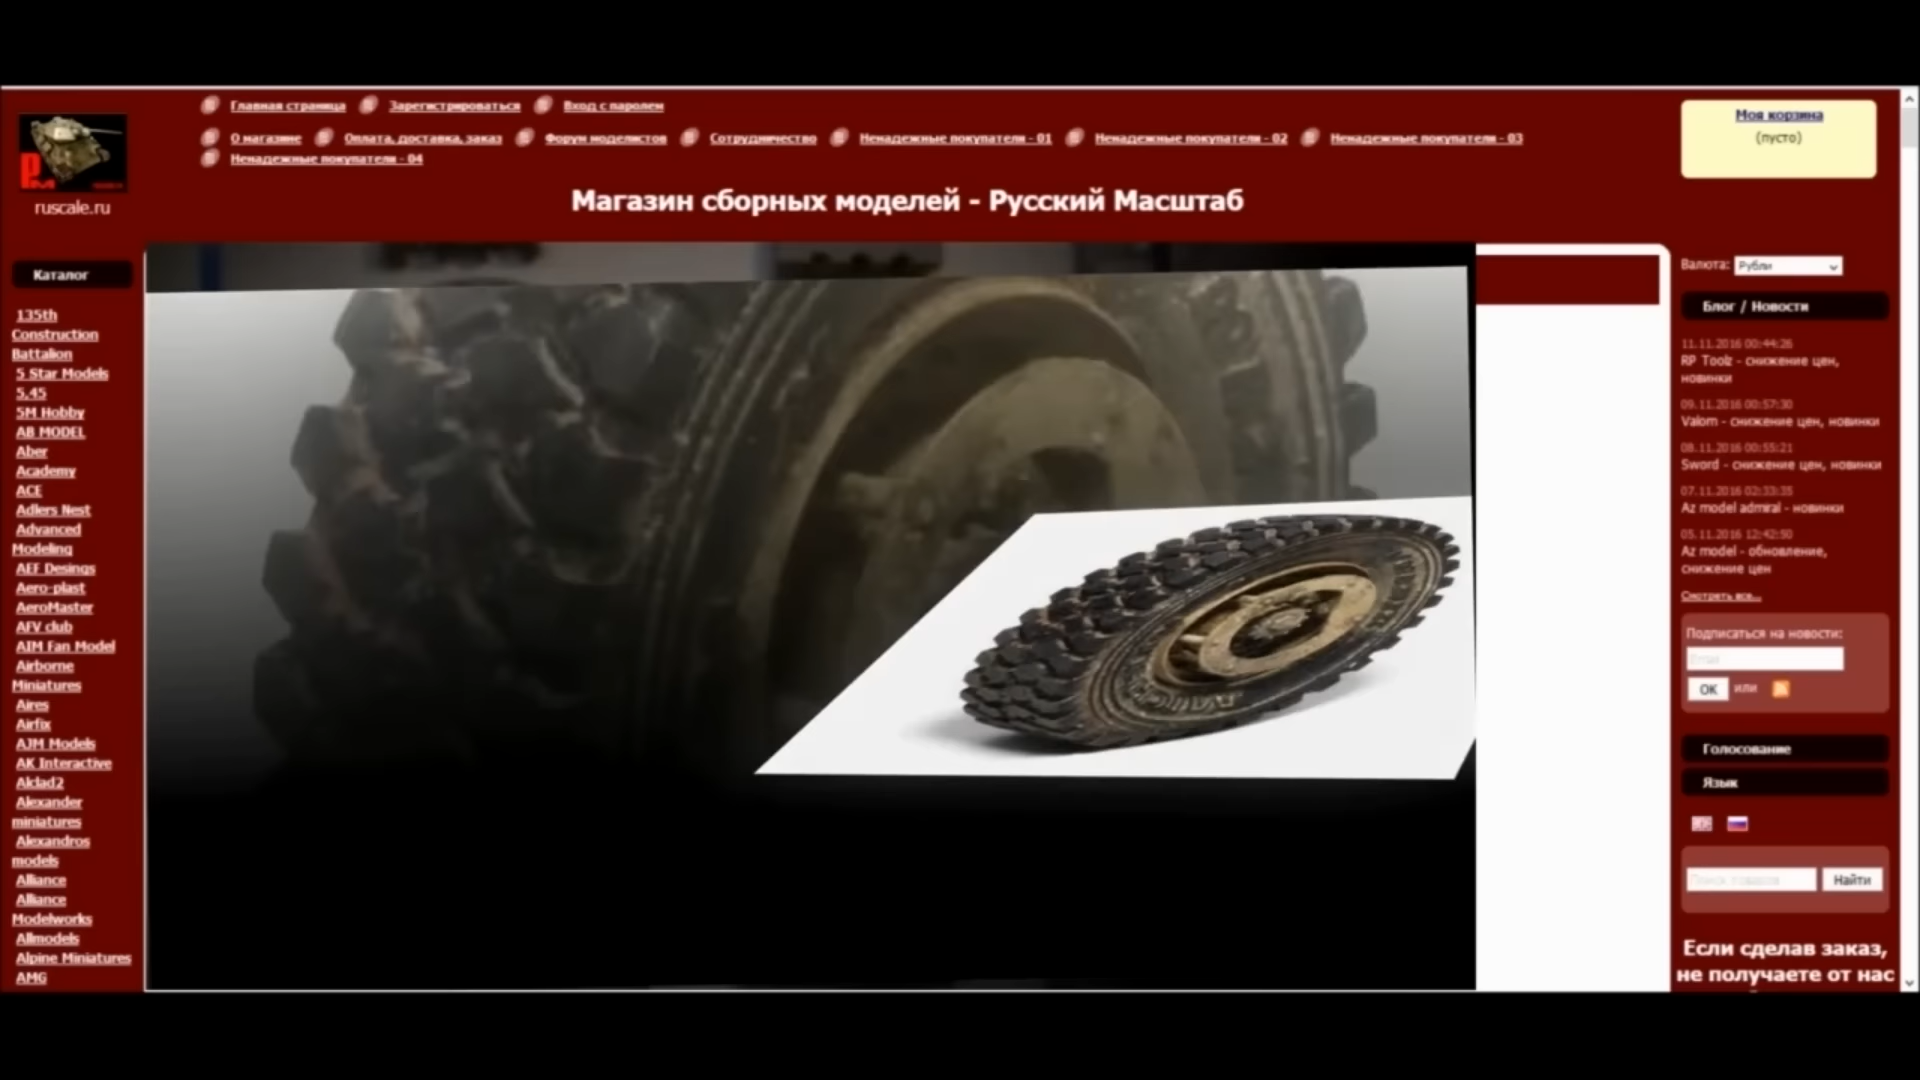 Главная страница Зарегистрироваться Вход с паролем
О магазине Оплата, доставка, заказ Форум моделистов Сотрудничество Ненадежные покупатели - 01 Ненадежные покупатели - 02 Ненадежные покупатели - 03
Ненадежные покупатели - 04
Моя корзина
(пусто)
ruscale.ru
Магазин сборных моделей - Русский Масштаб
Каталог
135th
Construction
Battalion
5 Star Models
5.45
5M Hobby
AB MODEL
Aber
Academy
ACE
Adlers Nest
Advanced
Modeling
AEF Desings
Aero-plast
AeroMaster
AFV club
AIM Fan Model
Airborne
Miniatures
Aires
Airfix
AJM Models
AK Interactive
Alclad2
Alexander
miniatures
Alexandros
models
Alliance
Alliance
Modelworks
Allmodels
Alpine Miniatures
AMG
Валюта: Рубли
Блог / Новости
11.11.2016 00:44:26
RP Toolz - снижение цен,
новинки
09.11.2016 00:57:30
Valom - снижение цен, новинки
08.11.2016 00:55:21
Sword - снижение цен, новинки
07.11.2016 02:33:35
Az model admiral - новинки
05.11.2016 12:42:50
Az model - обновление,
снижение цен
Смотреть все...
Подписаться на новости:
Email
OK или
Голосование
Язык
Поиск товаров Найти
Если сделав заказ,
не получаете от нас